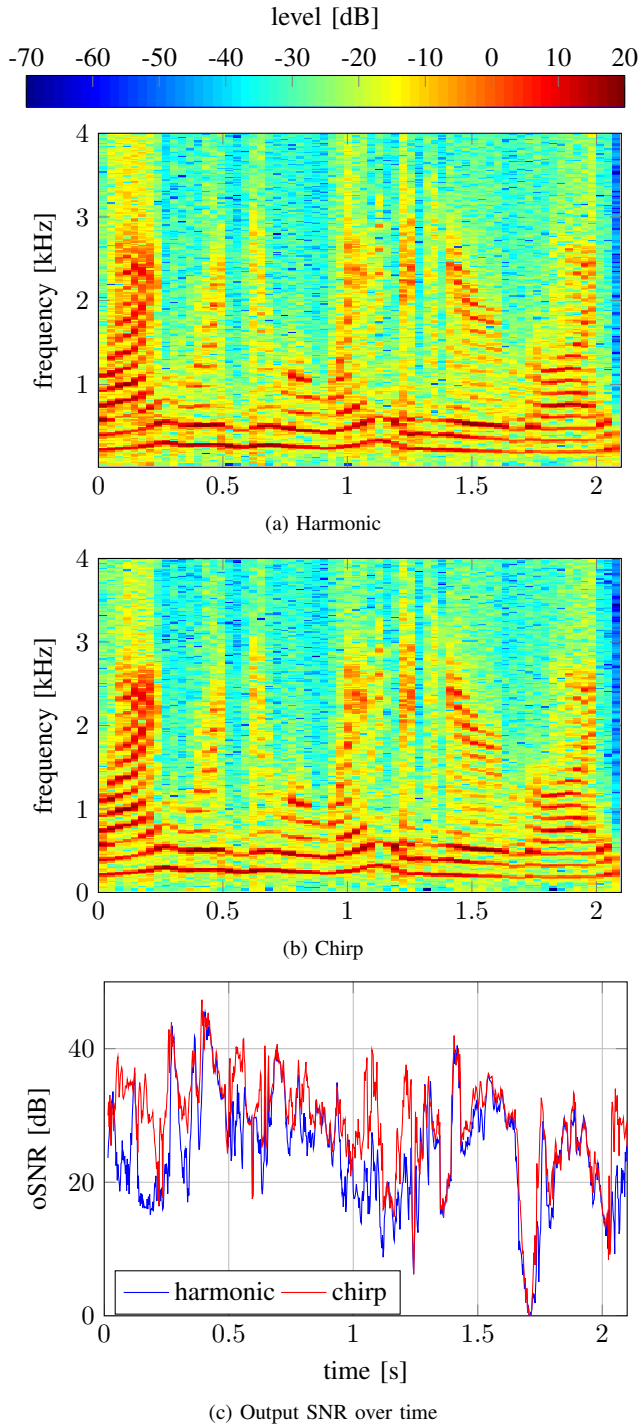 level [dB]
-70 -60 -50 -40 -30 -20 -10 0 10 20
4
3
2
1
frequency [kHz]
0 0.5 1 1.5 2
(a) Harmonic
4
3
2
1
0
frequency [kHz]
0 0.5 1 1.5 2
(b) Chirp
40
20
0
oSNR [dB]
harmonic chirp
0 0.5 1 1.5 2
time [s]
(c) Output SNR over time